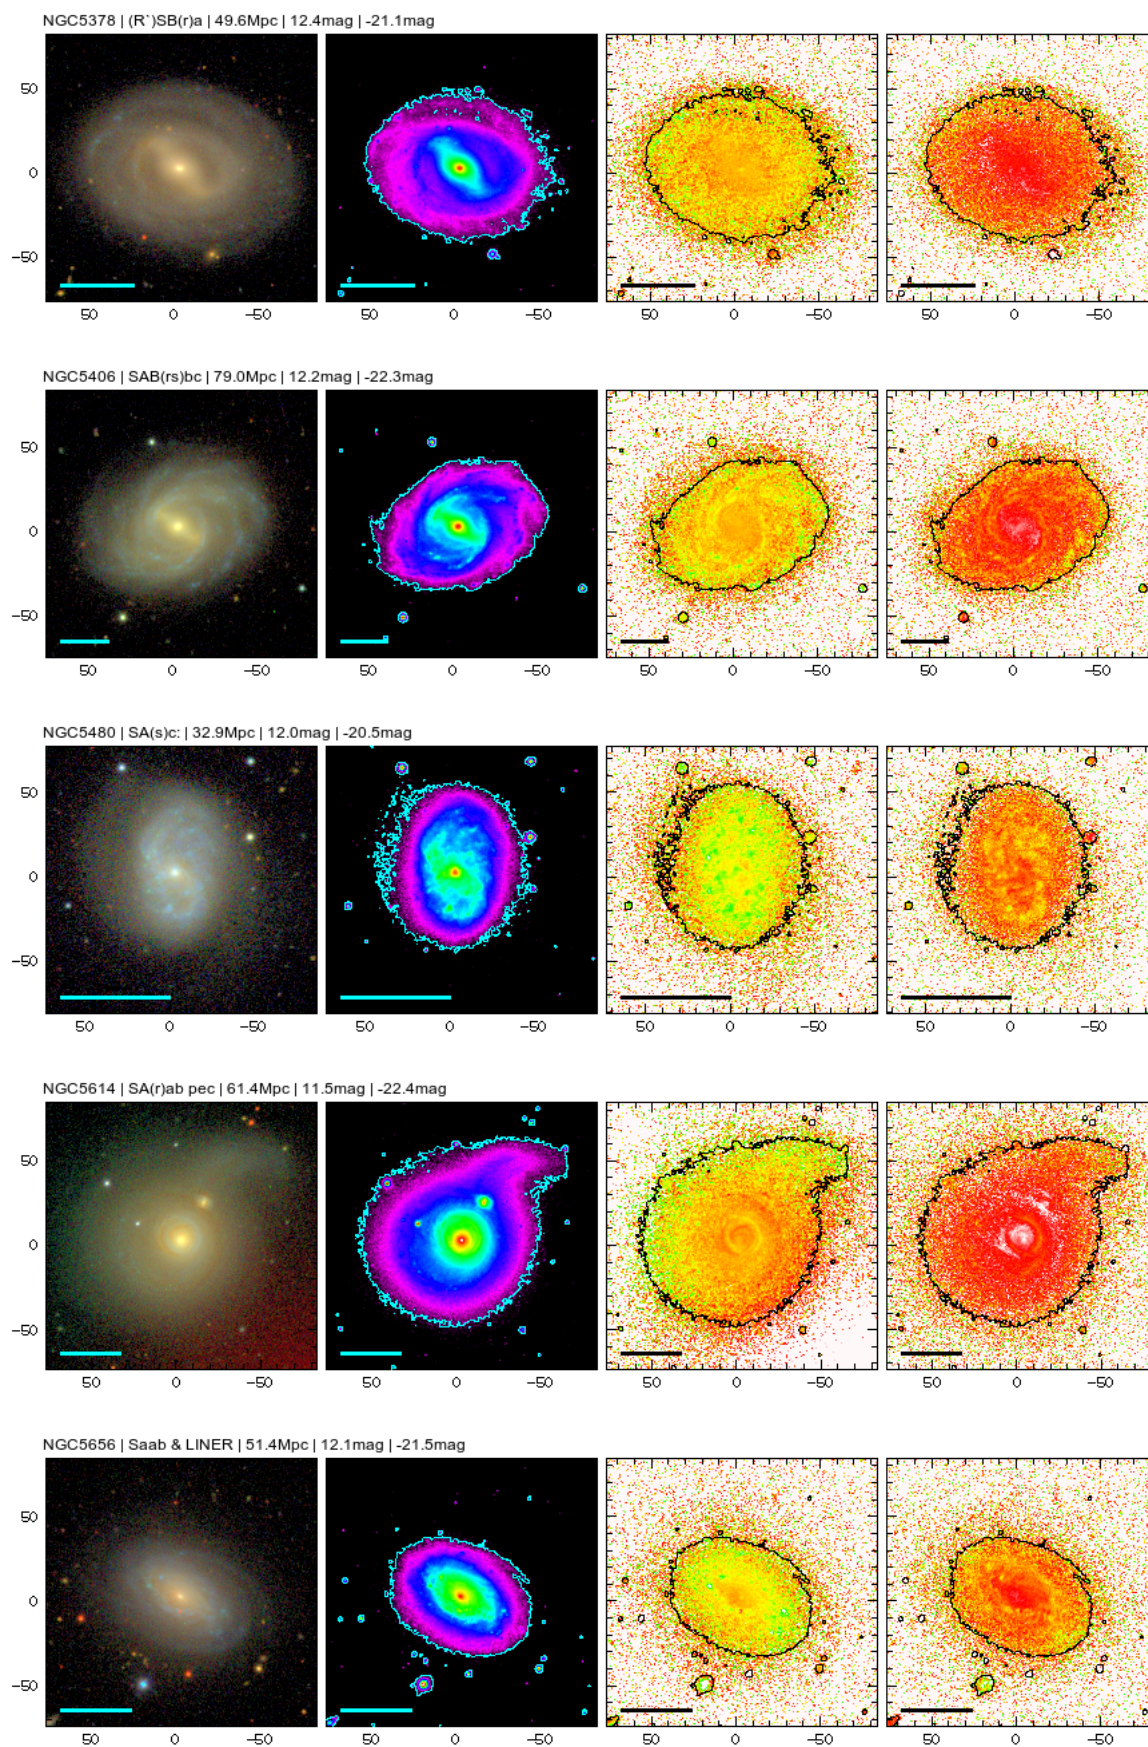 NGC5378 | (R`)SB(r)a | 49.6Mpc | 12.4mag | -21.1mag
50
0
−50
50 0 −50 50 0 −50 50 0 −50 50 0 −50
NGC5406 | SAB(rs)bc | 79.0Mpc | 12.2mag | -22.3mag
50
0
−50
50 0 −50 50 0 −50 50 0 −50 50 0 −50
NGC5480 | SA(s)c: | 32.9Mpc | 12.0mag | -20.5mag
50
0
−50
50 0 −50 50 0 −50 50 0 −50 50 0 −50
NGC5614 | SA(r)ab pec | 61.4Mpc | 11.5mag | -22.4mag
50
0
−50
50 0 −50 50 0 −50 50 0 −50 50 0 −50
NGC5656 | Saab & LINER | 51.4Mpc | 12.1mag | -21.5mag
50
0
−50
50 0 −50 50 0 −50 50 0 −50 50 0 −50